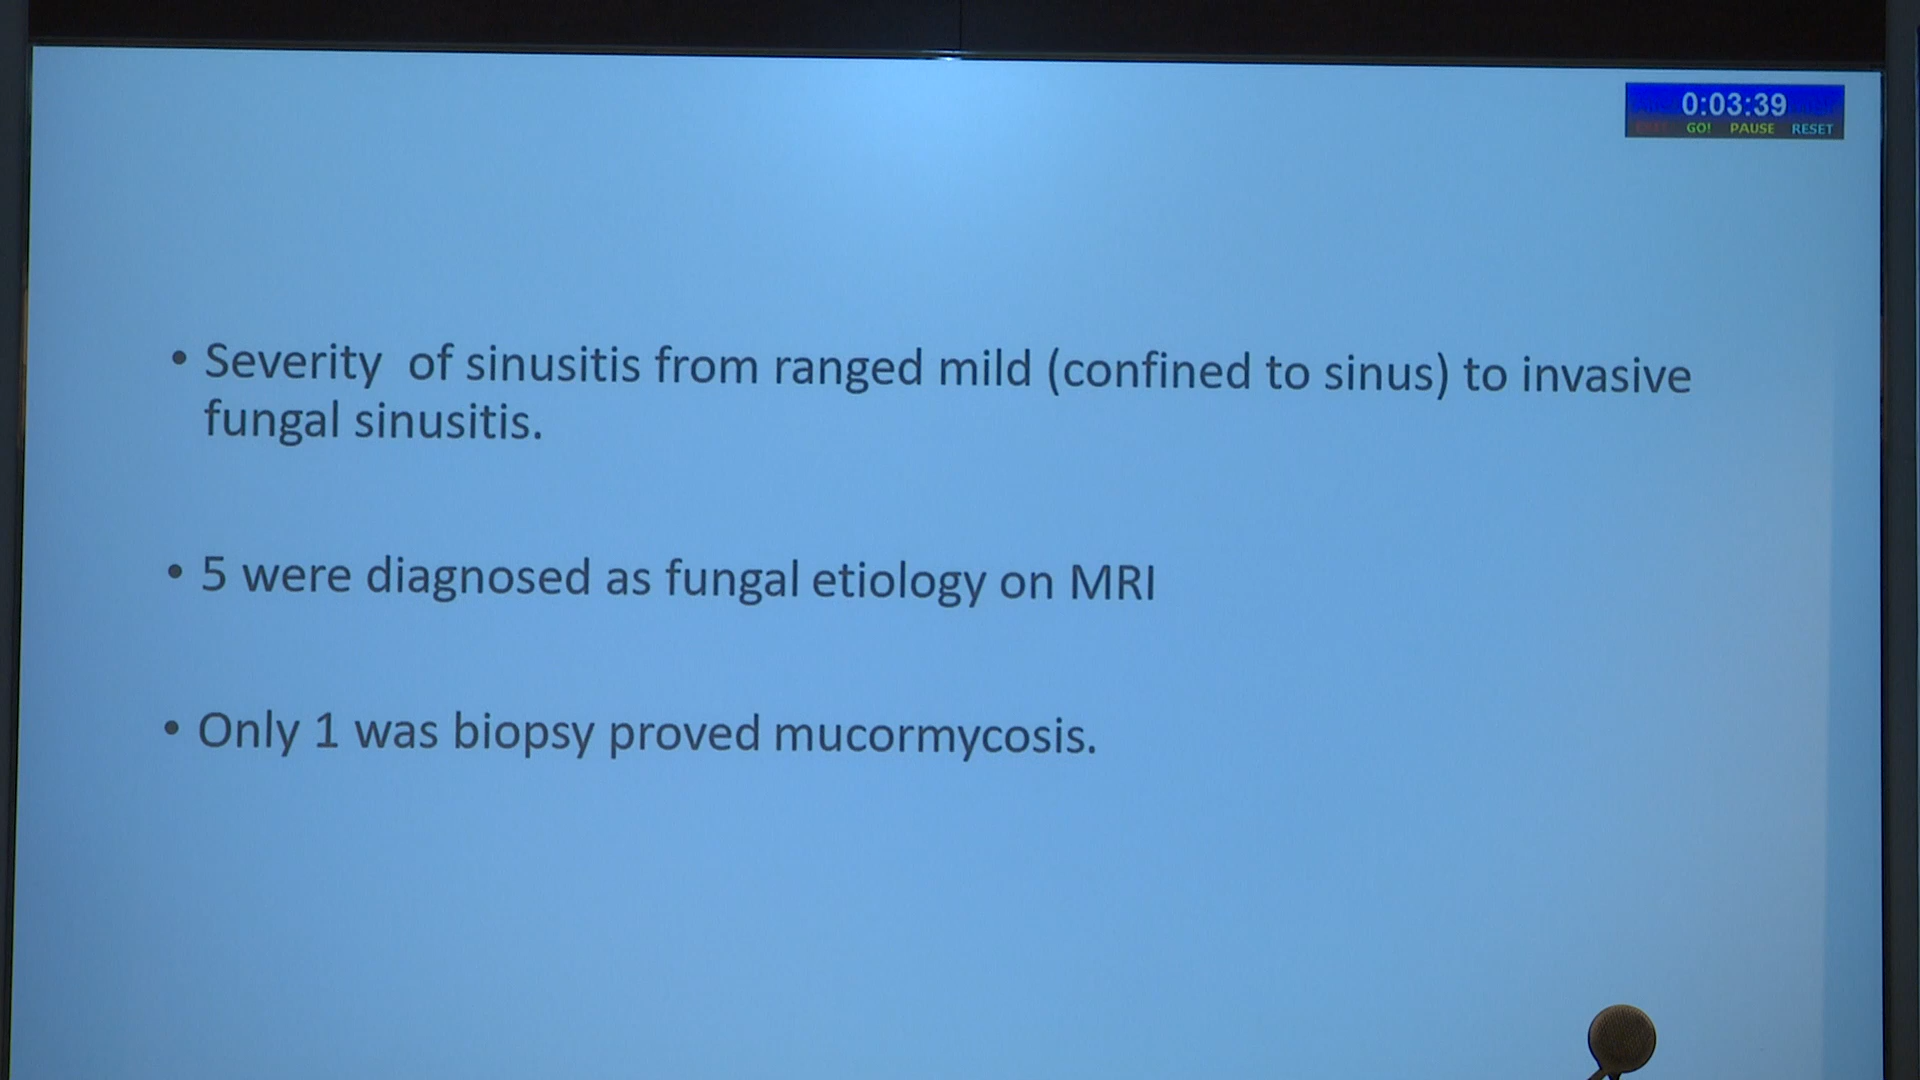 0:03:39
GO! PAUSE RESET
• Severity of sinusitis from ranged mild (confined to sinus) to invasive
fungal sinusitis.
• 5 were diagnosed as fungal etiology on MRI
• Only 1 was biopsy proved mucormycosis.